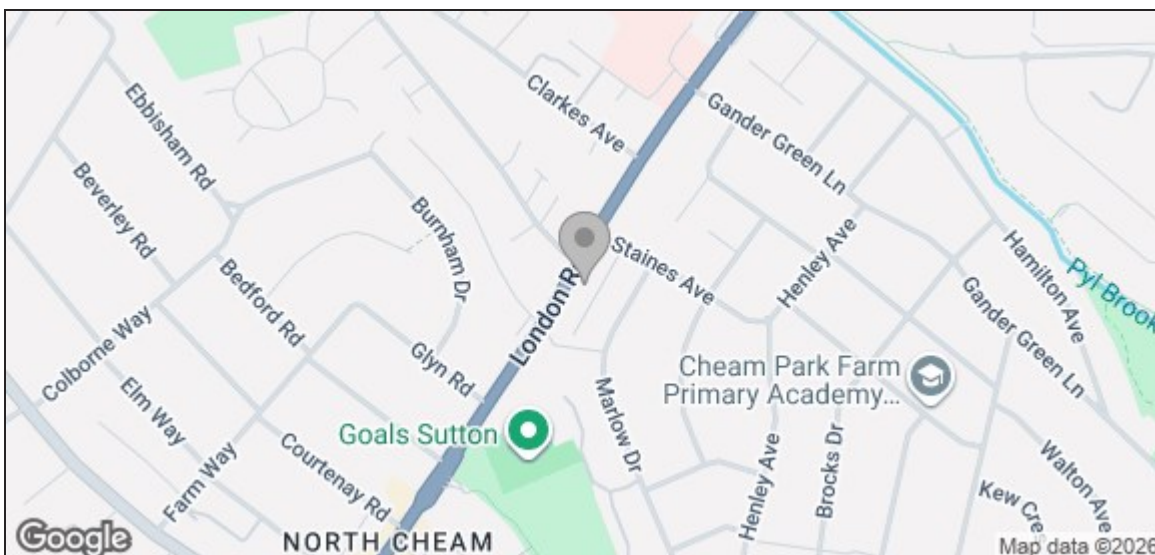 Ebbisham Rd
Beverley Rd
Bedford Rd
Burnham Dr
Clarkes Ave
Gander Green Ln
Staines Ave
Henley Ave
Hamilton Ave
Pyl Brook
Gander Green Ln
Colborne Way
Elm Way
Glyn Rd
London R
Marlow Dr
Cheam Park Farm
Primary Academy...
Goals Sutton
Courtenay Rd
Farm Way
Henley Ave
Brocks Dr
Walton Ave
Kew Cres
NORTH CHEAM
Google
Map data ©2026